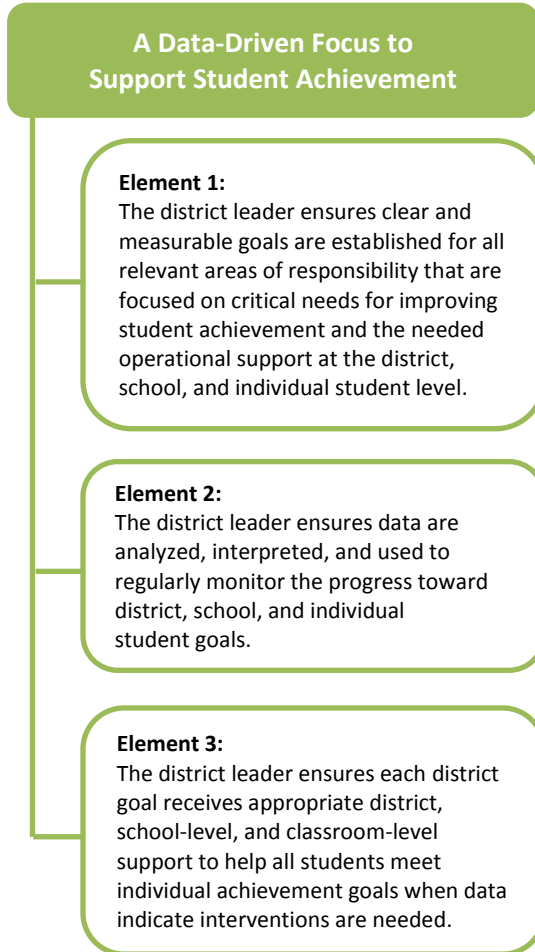 A Data-Driven Focus to
Support Student Achievement
Element 1:
The district leader ensures clear and
measurable goals are established for all
relevant areas of responsibility that are
focused on critical needs for improving
student achievement and the needed
operational support at the district,
school, and individual student level.
Element 2:
The district leader ensures data are
analyzed, interpreted, and used to
regularly monitor the progress toward
district, school, and individual
student goals.
Element 3:
The district leader ensures each district
goal receives appropriate district,
school-level, and classroom-level
support to help all students meet
individual achievement goals when data
indicate interventions are needed.